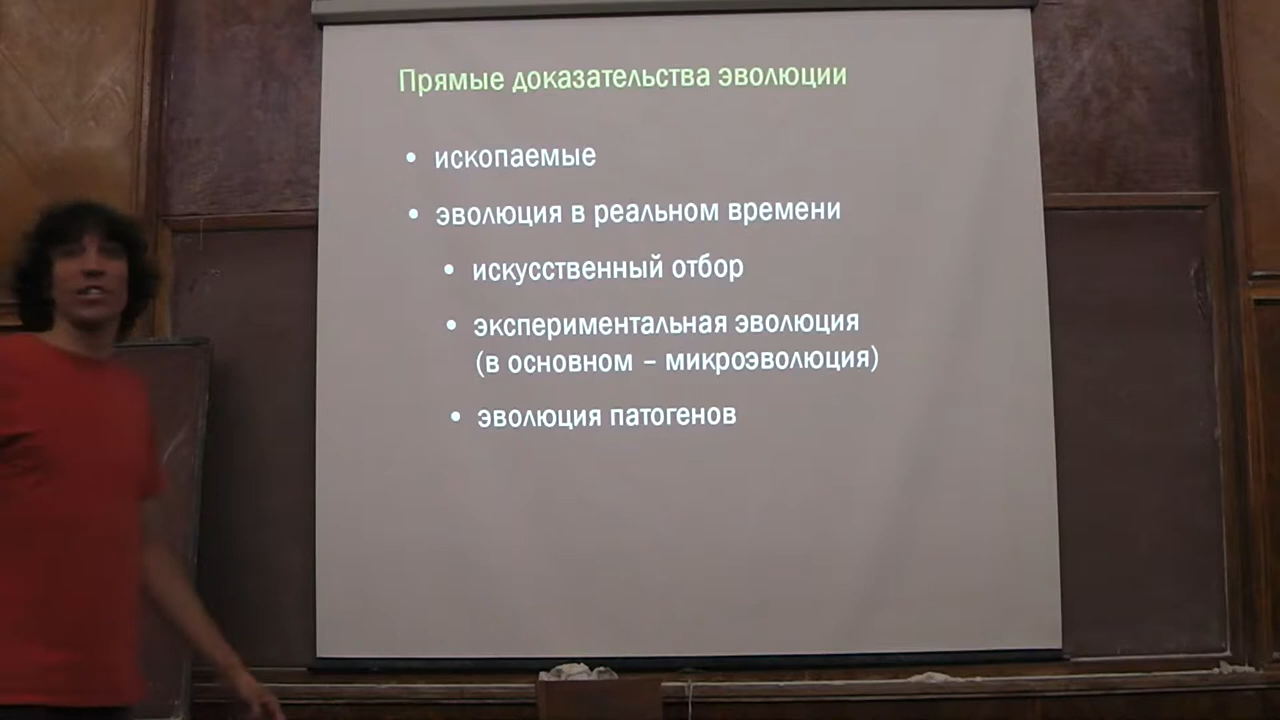 Прямые доказательства эволюции
• ископаемые
• эволюция в реальном времени
• искусственный отбор
• экспериментальная эволюция
(в основном – микроэволюция)
• эволюция патогенов